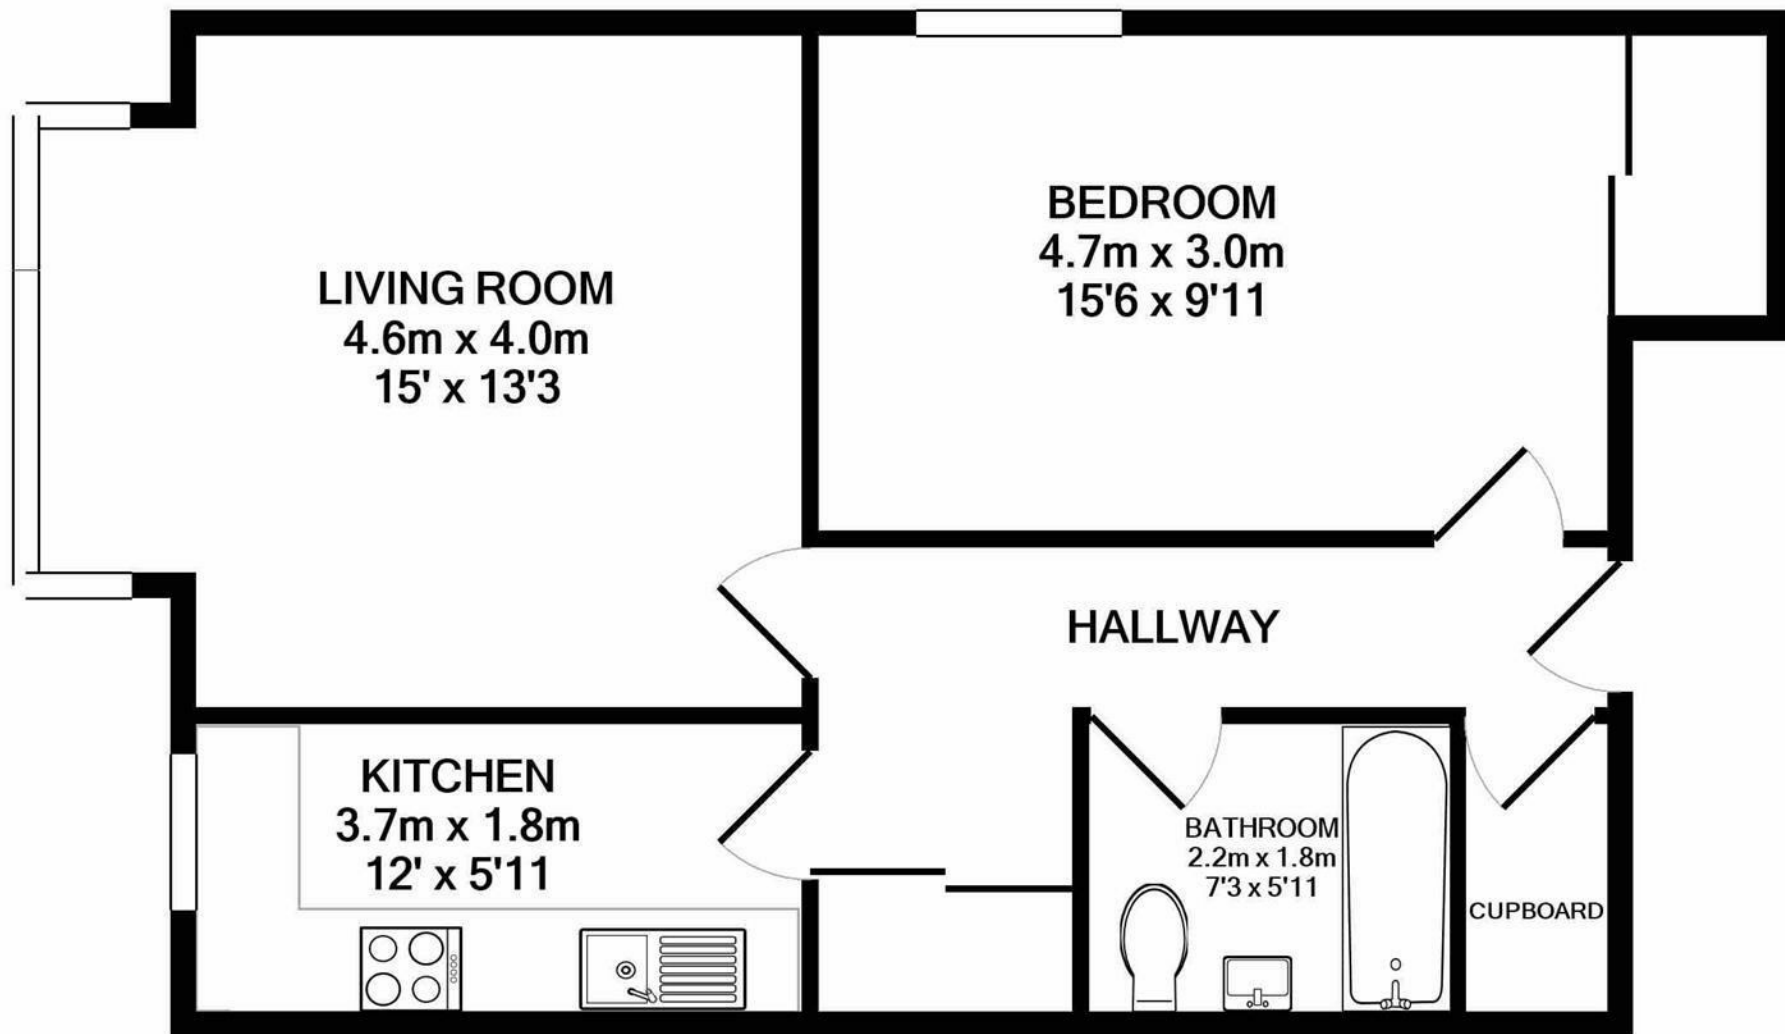 LIVING ROOM
4.6m x 4.0m
15' x 13'3
BEDROOM
4.7m x 3.0m
15'6 x 9'11
HALLWAY
KITCHEN
3.7m x 1.8m
12' x 5'11
BATHROOM
2.2m x 1.8m
7'3 x 5'11
CUPBOARD